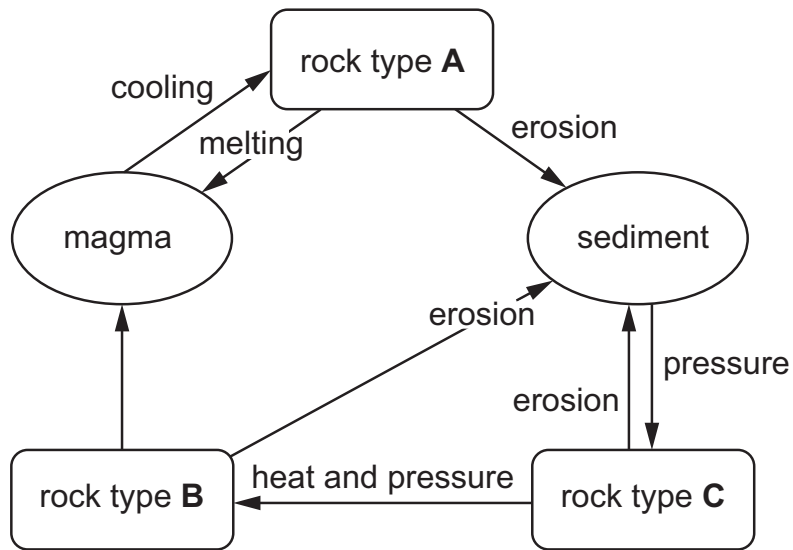 rock type A
cooling
erosion
melting
magma
sediment
erosion
pressure
erosion
heat and pressure
rock type B
rock type C